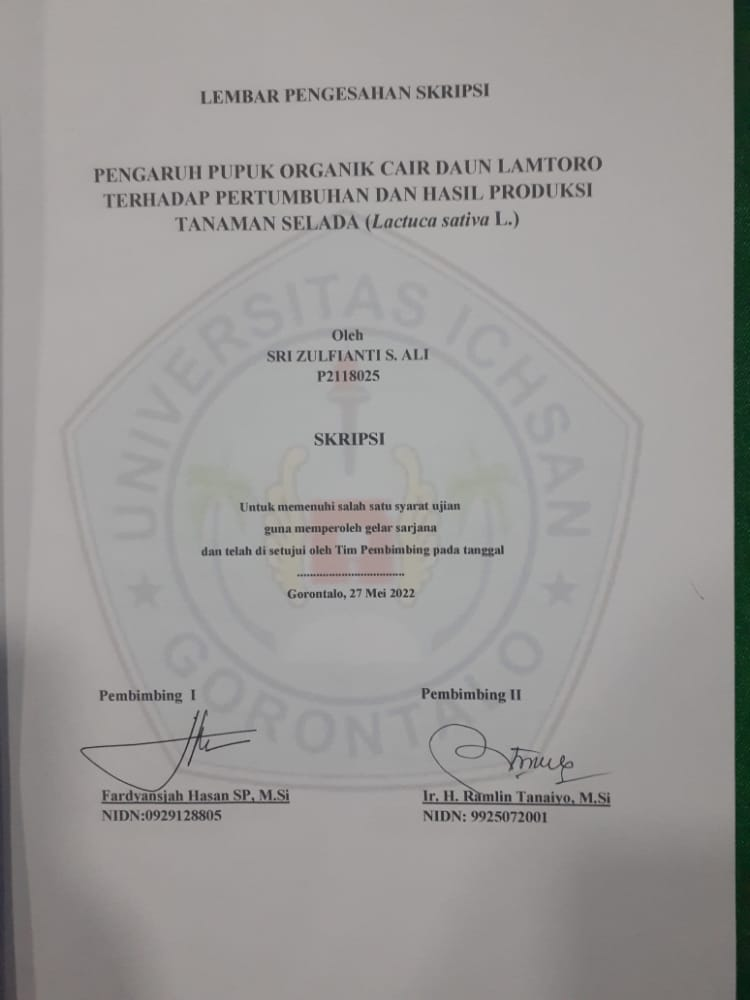 LEMBAR PENGESAHAN SKRIPSI
PENGARUH PUPUK ORGANIK CAIR DAUN LAMTORO
TERHADAP PERTUMBUHAN DAN HASIL PRODUKSI
TANAMAN SELADA (Lactuca sativa L.)
UNIVERSITAS ICHSAN
Oleh
SRI ZULFIANTI S. ALI
P2118025
SKRIPSI
Untuk memenuhi salah satu syarat ujian
guna memperoleh gelar sarjana
dan telah di setujui oleh Tim Pembimbing pada tanggal
.................................
Gorontalo, 27 Mei 2022
GORONTALO
Pembimbing I
Pembimbing II
Fardyansjah Hasan SP, M.Si
Ir. H. Ramlin Tanaiyo, M.Si
NIDN:0929128805
NIDN: 9925072001